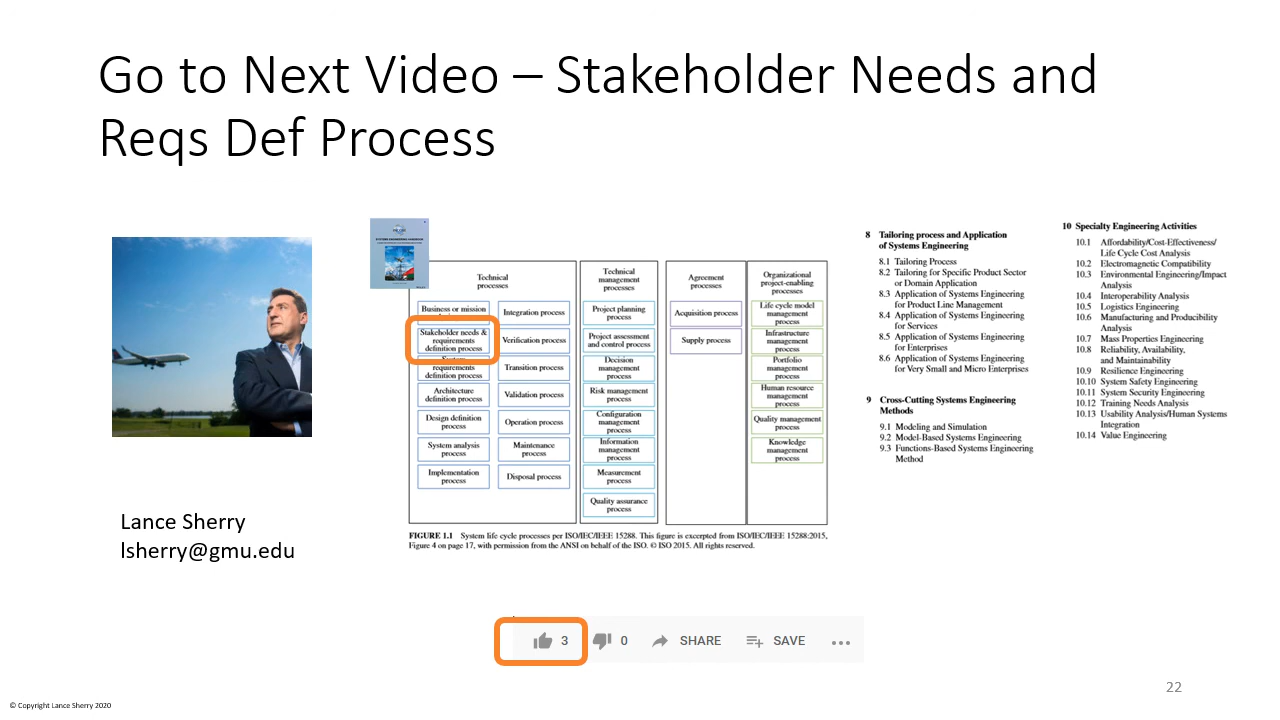 Go to Next Video – Stakeholder Needs and
Reqs Def Process
Lance Sherry
lsherry@gmu.edu
Technical
processes
Business or mission
Stakeholder needs &
requirements
definition process
requirements
definition process
Architecture
definition process
Design definition
process
System analysis
process
Implementation
process
Integration process
Verification process
Transition process
Validation process
Operation process
Maintenance
process
Disposal process
Technical
management
processes
Project planning
process
Project assessment
and control process
Decision
management
process
Risk management
process
Configuration
management
process
Information
management
process
Measurement
process
Quality assurance
process
Agreement
processes
Acquisition process
Supply process
Organizational
project-enabling
processes
Life cycle model
management
process
Infrastructure
management
process
Portfolio
management
process
Human resource
management
process
Quality management
process
Knowledge
management
process
FIGURE 1.1 System life cycle processes per ISO/IEC/IEEE 15288. This figure is excerpted from ISO/IEC/IEEE 15288:2015,
Figure 4 on page 17, with permission from the ANSI on behalf of the ISO. © ISO 2015. All rights reserved.
8 Tailoring process and Application
of Systems Engineering
8.1 Tailoring Process
8.2 Tailoring for Specific Product Sector
or Domain Application
8.3 Application of Systems Engineering
for Product Line Management
8.4 Application of Systems Engineering
for Services
8.5 Application of Systems Engineering
for Enterprises
8.6 Application of Systems Engineering
for Very Small and Micro Enterprises
9 Cross-Cutting Systems Engineering
Methods
9.1 Modeling and Simulation
9.2 Model-Based Systems Engineering
9.3 Functions-Based Systems Engineering
Method
10 Specialty Engineering Activities
10.1 Affordability/Cost-Effectiveness/
Life Cycle Cost Analysis
10.2 Electromagnetic Compatibility
10.3 Environmental Engineering/Impact
Analysis
10.4 Interoperability Analysis
10.5 Logistics Engineering
10.6 Manufacturing and Producibility
Analysis
10.7 Mass Properties Engineering
10.8 Reliability, Availability,
and Maintainability
10.9 Resilience Engineering
10.10 System Safety Engineering
10.11 System Security Engineering
10.12 Training Needs Analysis
10.13 Usability Analysis/Human Systems
Integration
10.14 Value Engineering
3 0 SHARE SAVE
22
© Copyright Lance Sherry 2020